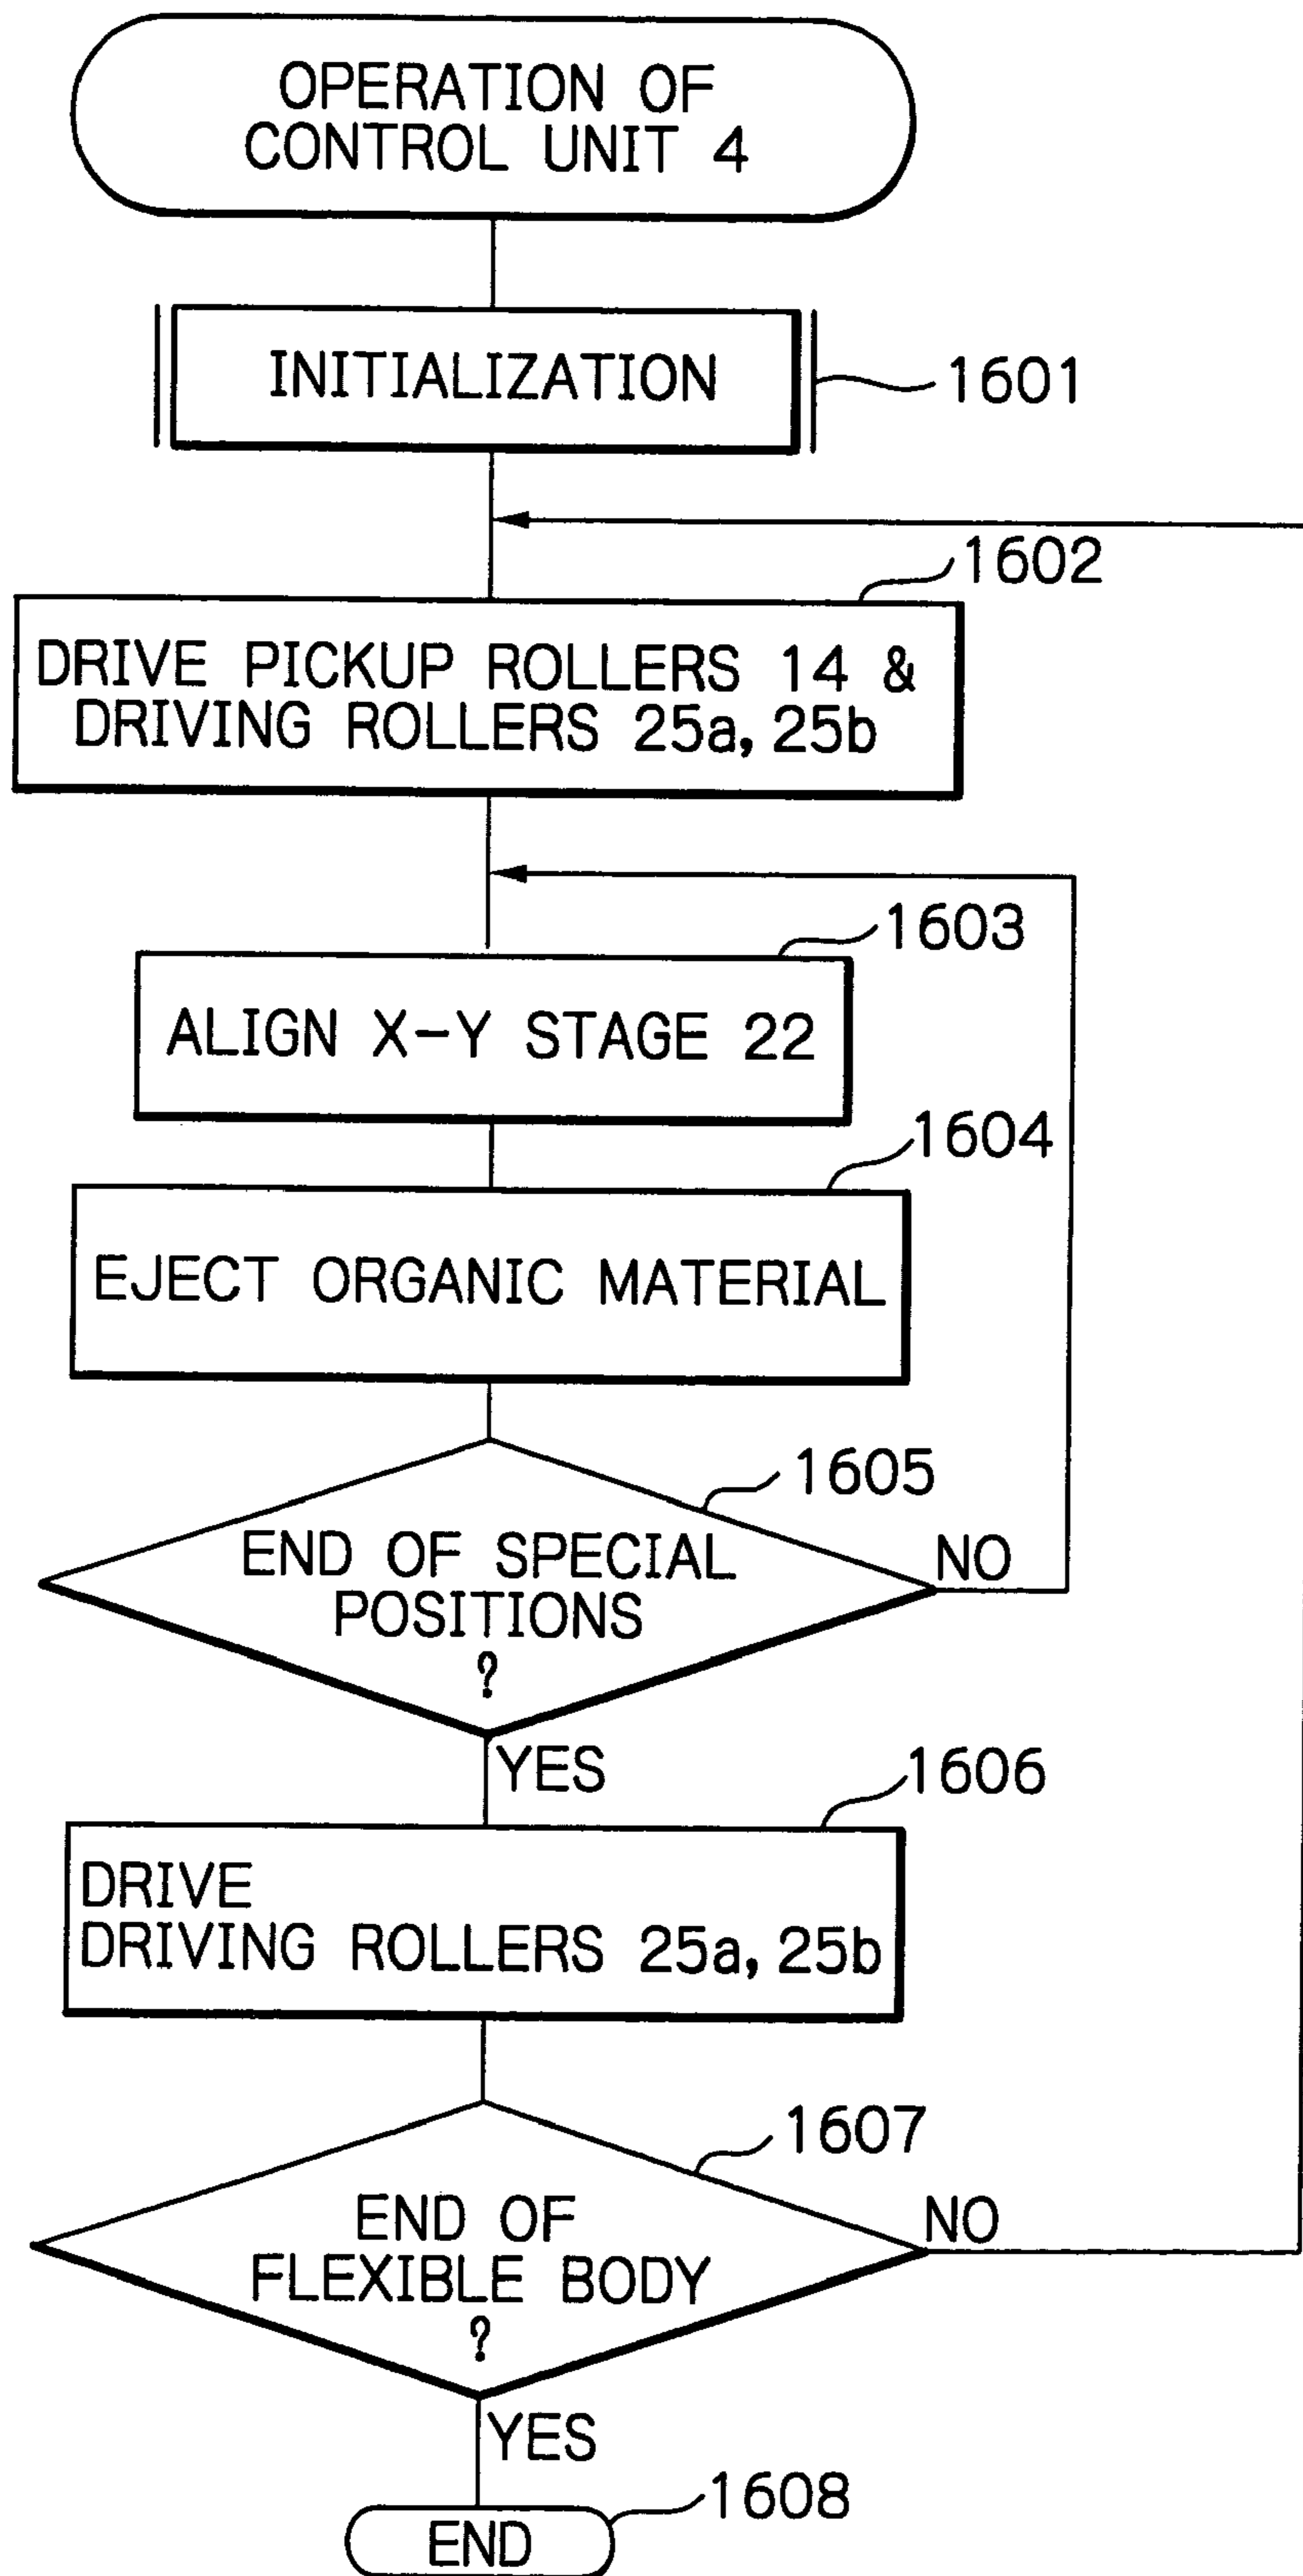 OPERATION OF
CONTROL UNIT 4
INITIALIZATION
1601
1602
DRIVE PICKUP ROLLERS 14 &
DRIVING ROLLERS 25a, 25b
1603
ALIGN X-Y STAGE 22
1604
EJECT ORGANIC MATERIAL
1605
END OF SPECIAL
POSITIONS
?
NO
YES
1606
DRIVE
DRIVING ROLLERS 25a, 25b
1607
END OF
FLEXIBLE BODY
?
NO
YES
1608
END